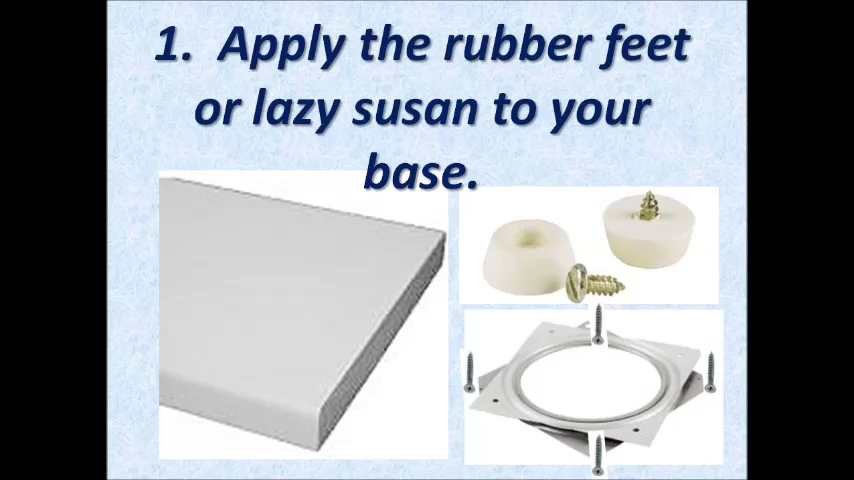 1. Apply the rubber feet
or lazy susan to your
base.